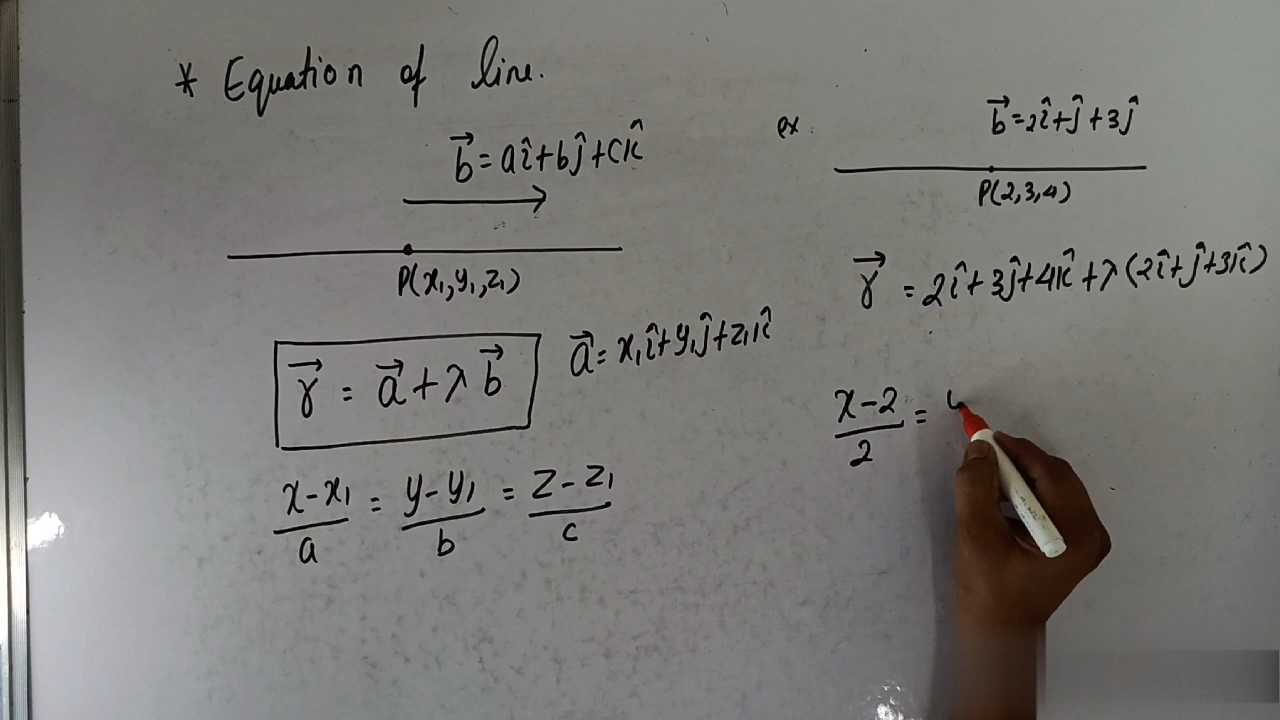 * Equation of line.
b⃗ = aî+bĵ+ck̂
P(x₁,y₁,z₁)
r⃗ = a⃗ + λ b⃗
a⃗ = x₁î+y₁ĵ+z₁k̂
x-x₁/a = y-y₁/b = z-z₁/c
ex.
b⃗ = 2î+ĵ+3ĵ
P(2,3,4)
r⃗ = 2î+3ĵ+4k̂+λ(2î+ĵ+3k̂)
x-2/2 =